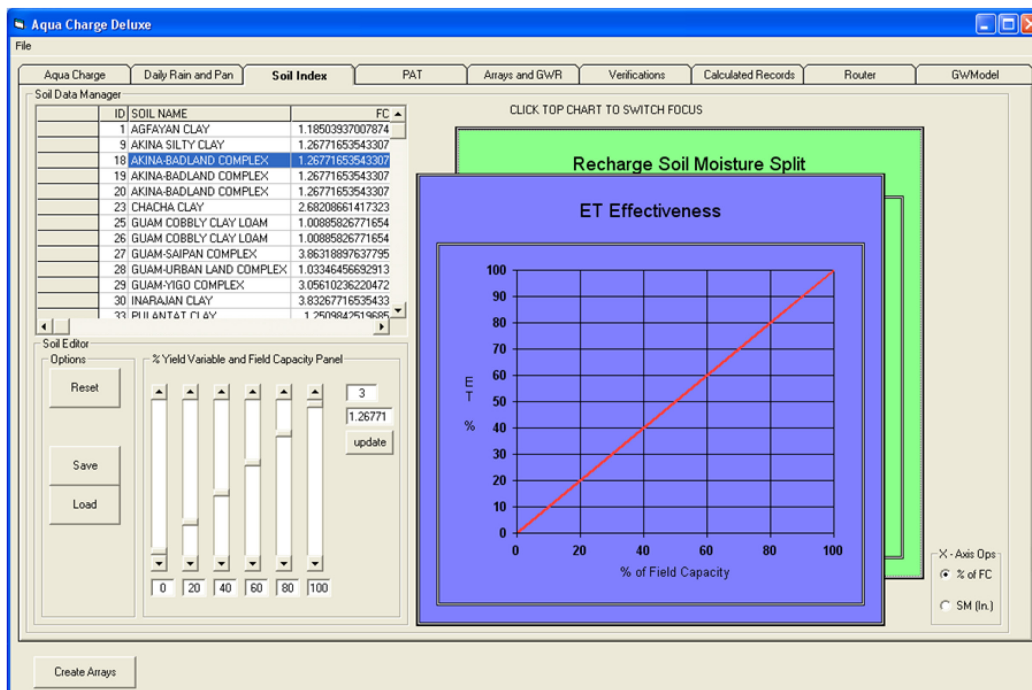 Aqua Charge Deluxe
File
Aqua Charge Daily Rain and Pan Soil Index PAT Arrays and GWR Verifications Calculated Records Router GWModel
Soil Data Manager
ID SOIL NAME FC
1 AGFAYAN CLAY 1.18503937007874
9 AKINA SILTY CLAY 1.26771653543307
18 AKINA-BADLAND COMPLEX 1.26771653543307
19 AKINA-BADLAND COMPLEX 1.26771653543307
20 AKINA-BADLAND COMPLEX 1.26771653543307
23 CHACHA CLAY 2.68208661417323
25 GUAM COBBLY CLAY LOAM 1.00885826771654
26 GUAM COBBLY CLAY LOAM 1.00885826771654
27 GUAM-SAIPAN COMPLEX 3.86318897637795
28 GUAM-URBAN LAND COMPLEX 1.03346456692913
29 GUAM-YIGO COMPLEX 3.05610236220472
30 INARAJAN CLAY 3.83267716535433
33 PULANTAT CLAY 1.2509842519685
Soil Editor
Options
Reset
Save
Load
% Yield Variable and Field Capacity Panel
3
1.26771
update
0 20 40 60 80 100
CLICK TOP CHART TO SWITCH FOCUS
Recharge Soil Moisture Split
ET Effectiveness
100
90
80
70
60
50
40
30
20
10
0
ET %
0 20 40 60 80 100
% of Field Capacity
X - Axis Ops
% of FC
SM (In.)
Create Arrays